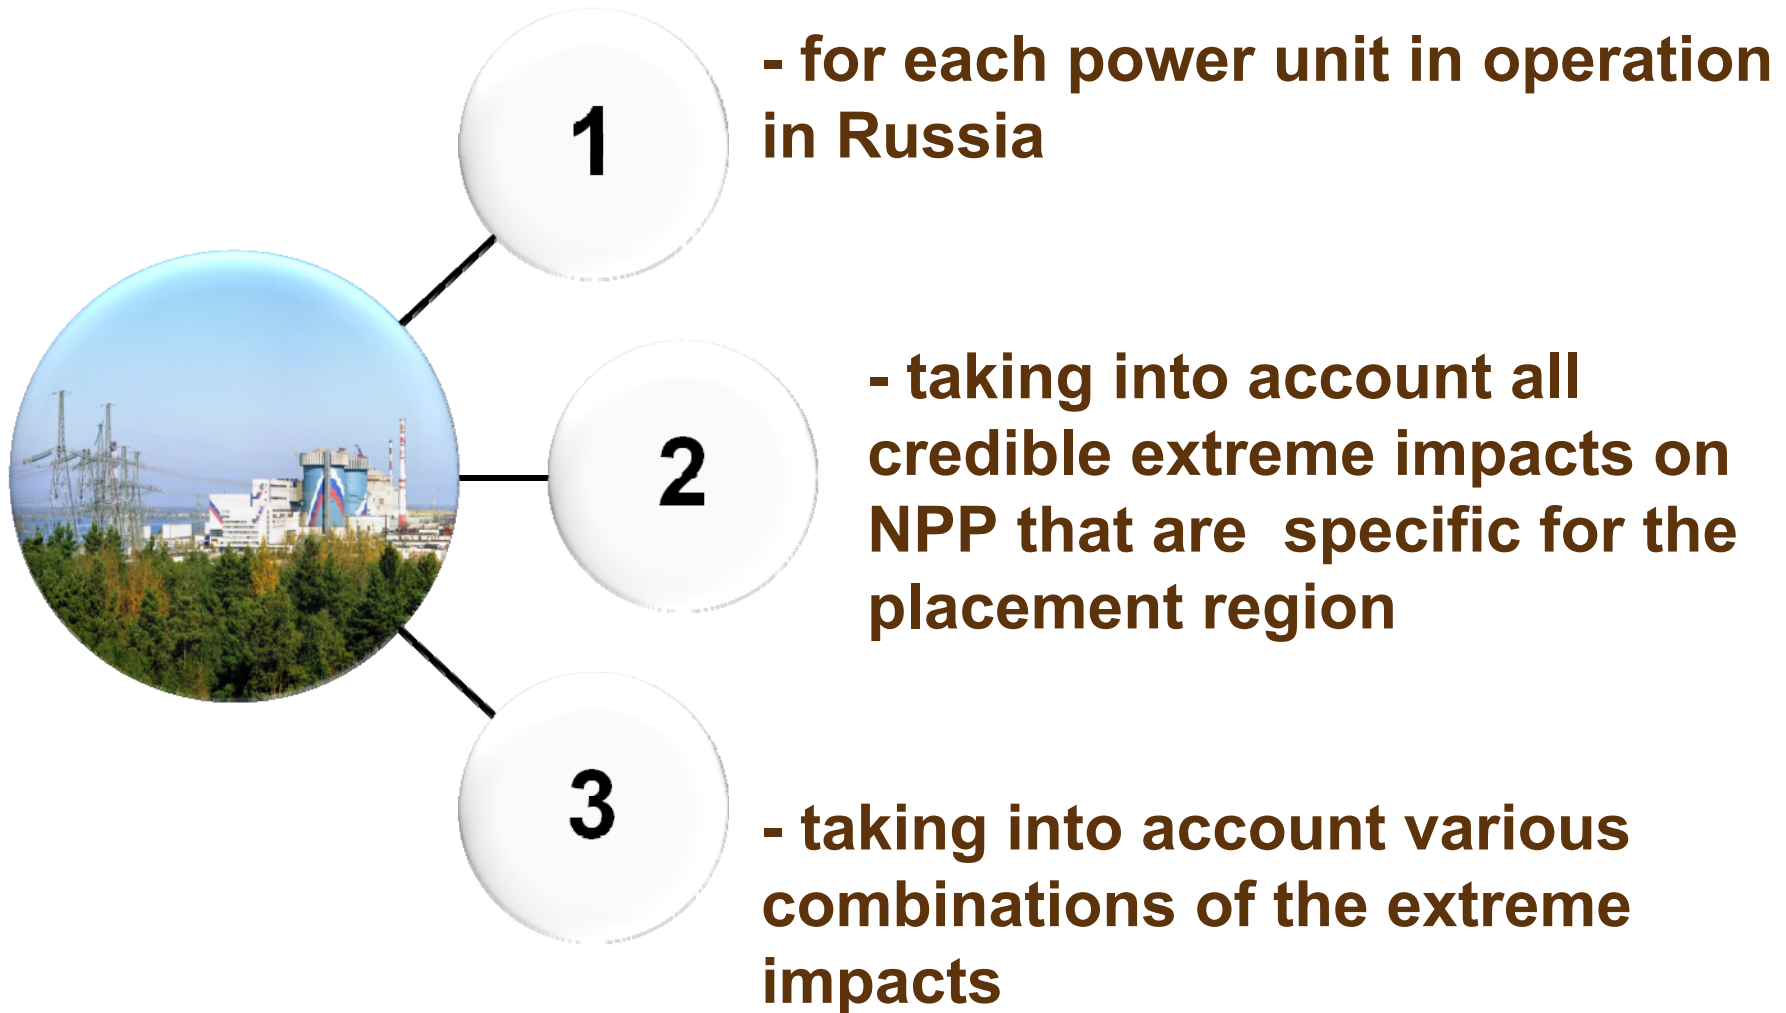 1
- for each power unit in operation
in Russia
2
- taking into account all
credible extreme impacts on
NPP that are  specific for the
placement region
3
- taking into account various
combinations of the extreme
impacts